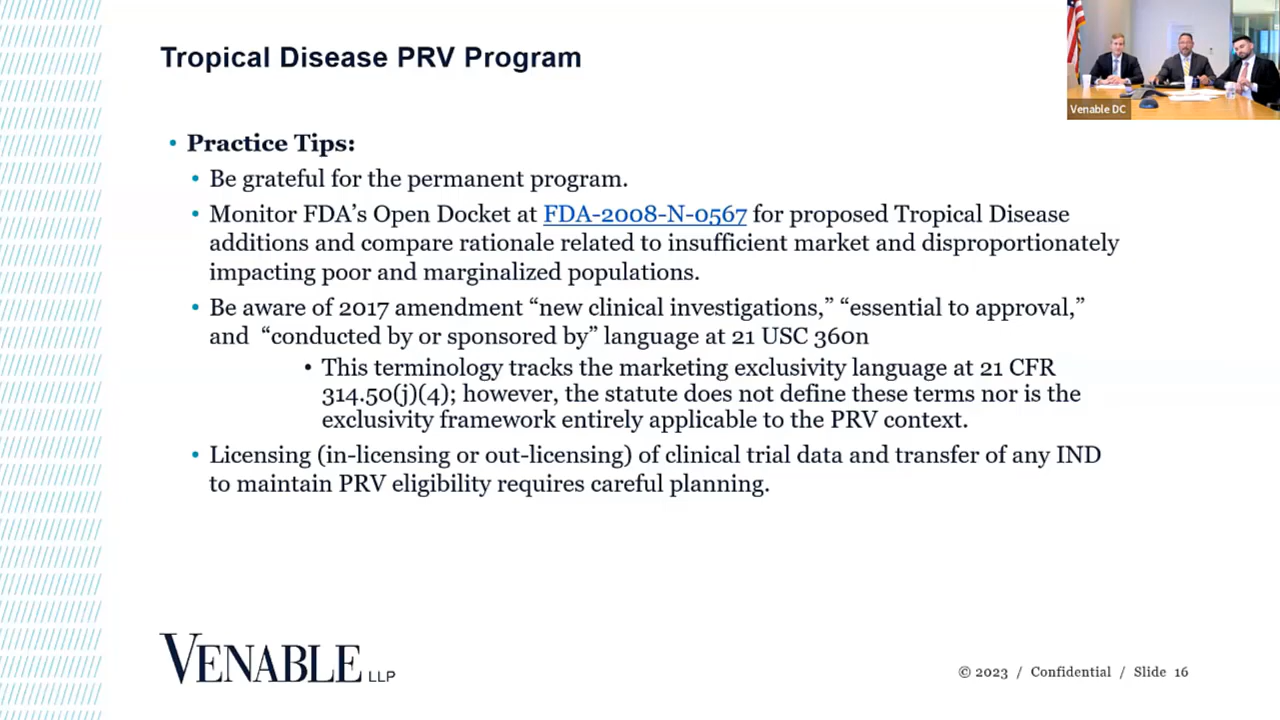 Tropical Disease PRV Program
Venable DC
• Practice Tips:
• Be grateful for the permanent program.
• Monitor FDA’s Open Docket at FDA-2008-N-0567 for proposed Tropical Disease
additions and compare rationale related to insufficient market and disproportionately
impacting poor and marginalized populations.
• Be aware of 2017 amendment “new clinical investigations,” “essential to approval,”
and “conducted by or sponsored by” language at 21 USC 360n
• This terminology tracks the marketing exclusivity language at 21 CFR
314.50(j)(4); however, the statute does not define these terms nor is the
exclusivity framework entirely applicable to the PRV context.
• Licensing (in-licensing or out-licensing) of clinical trial data and transfer of any IND
to maintain PRV eligibility requires careful planning.
VENABLE LLP
© 2023 / Confidential / Slide 16